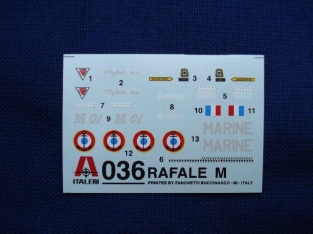 1 2 3 4 5
Rafale
7 8
M 01 9 M 01
10 11
MARINE
13 MARINE
12 6
ITALERI 036 RAFALE M
PRINTED BY ZANCHETTI BUCCINASCO - MI - ITALY